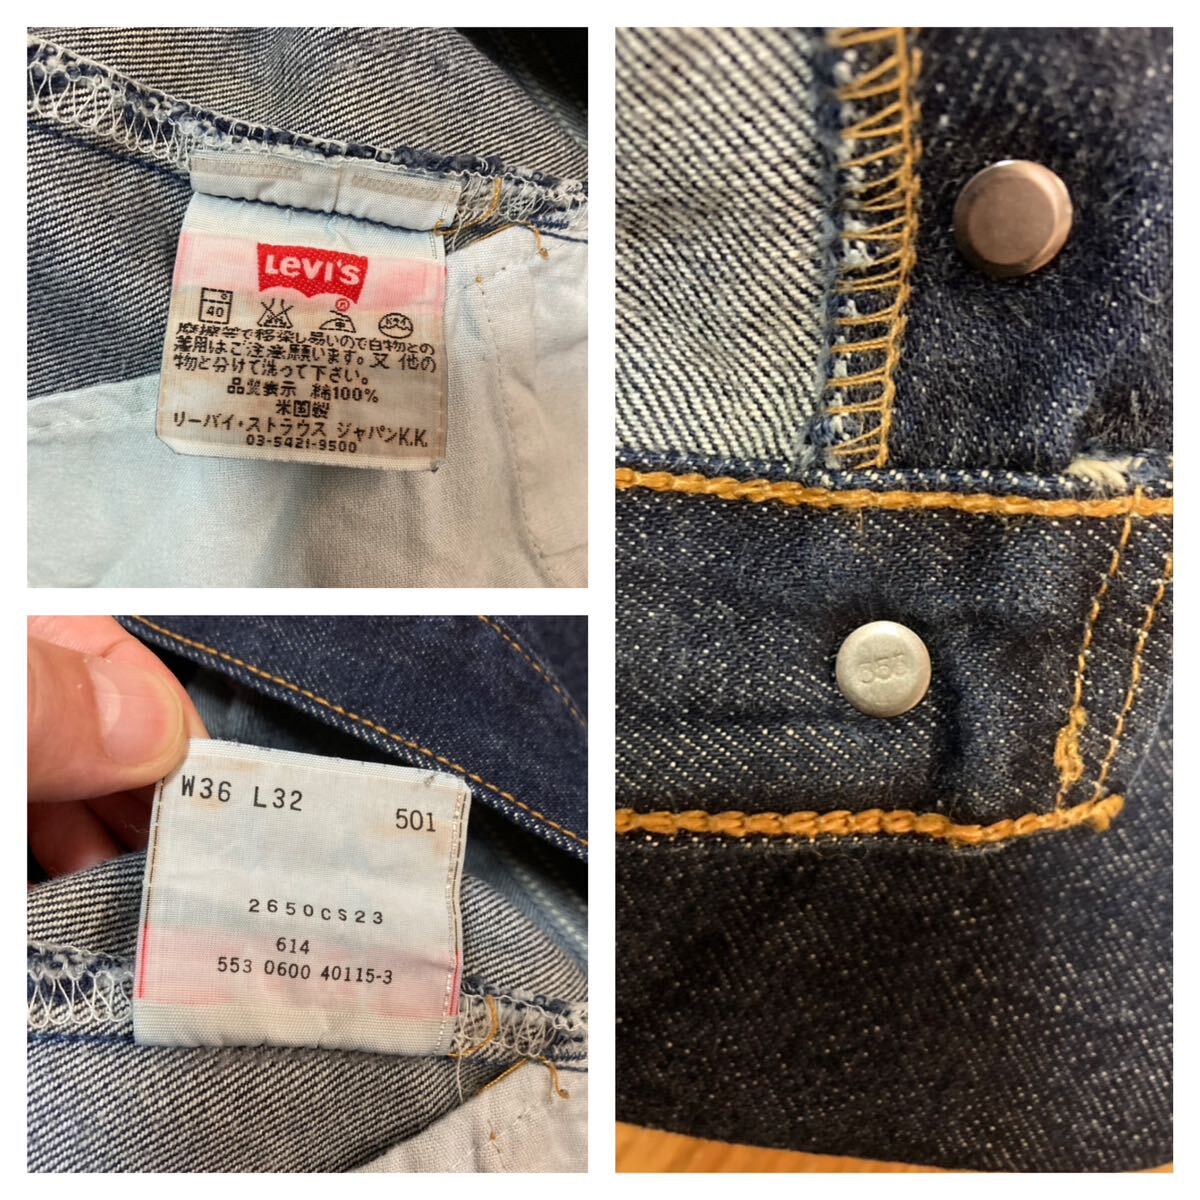 LEVI'S
®
40
ドライ
摩擦等で移染し易いので白物との
着用はご注意願います。又 他の
物と分けて洗って下さい。
品質表示 綿100%
米国製
リーバイ・ストラウス ジャパンK.K.
03-5421-9500
W36 L32
501
2650CS23
614
553 0600 40115-3